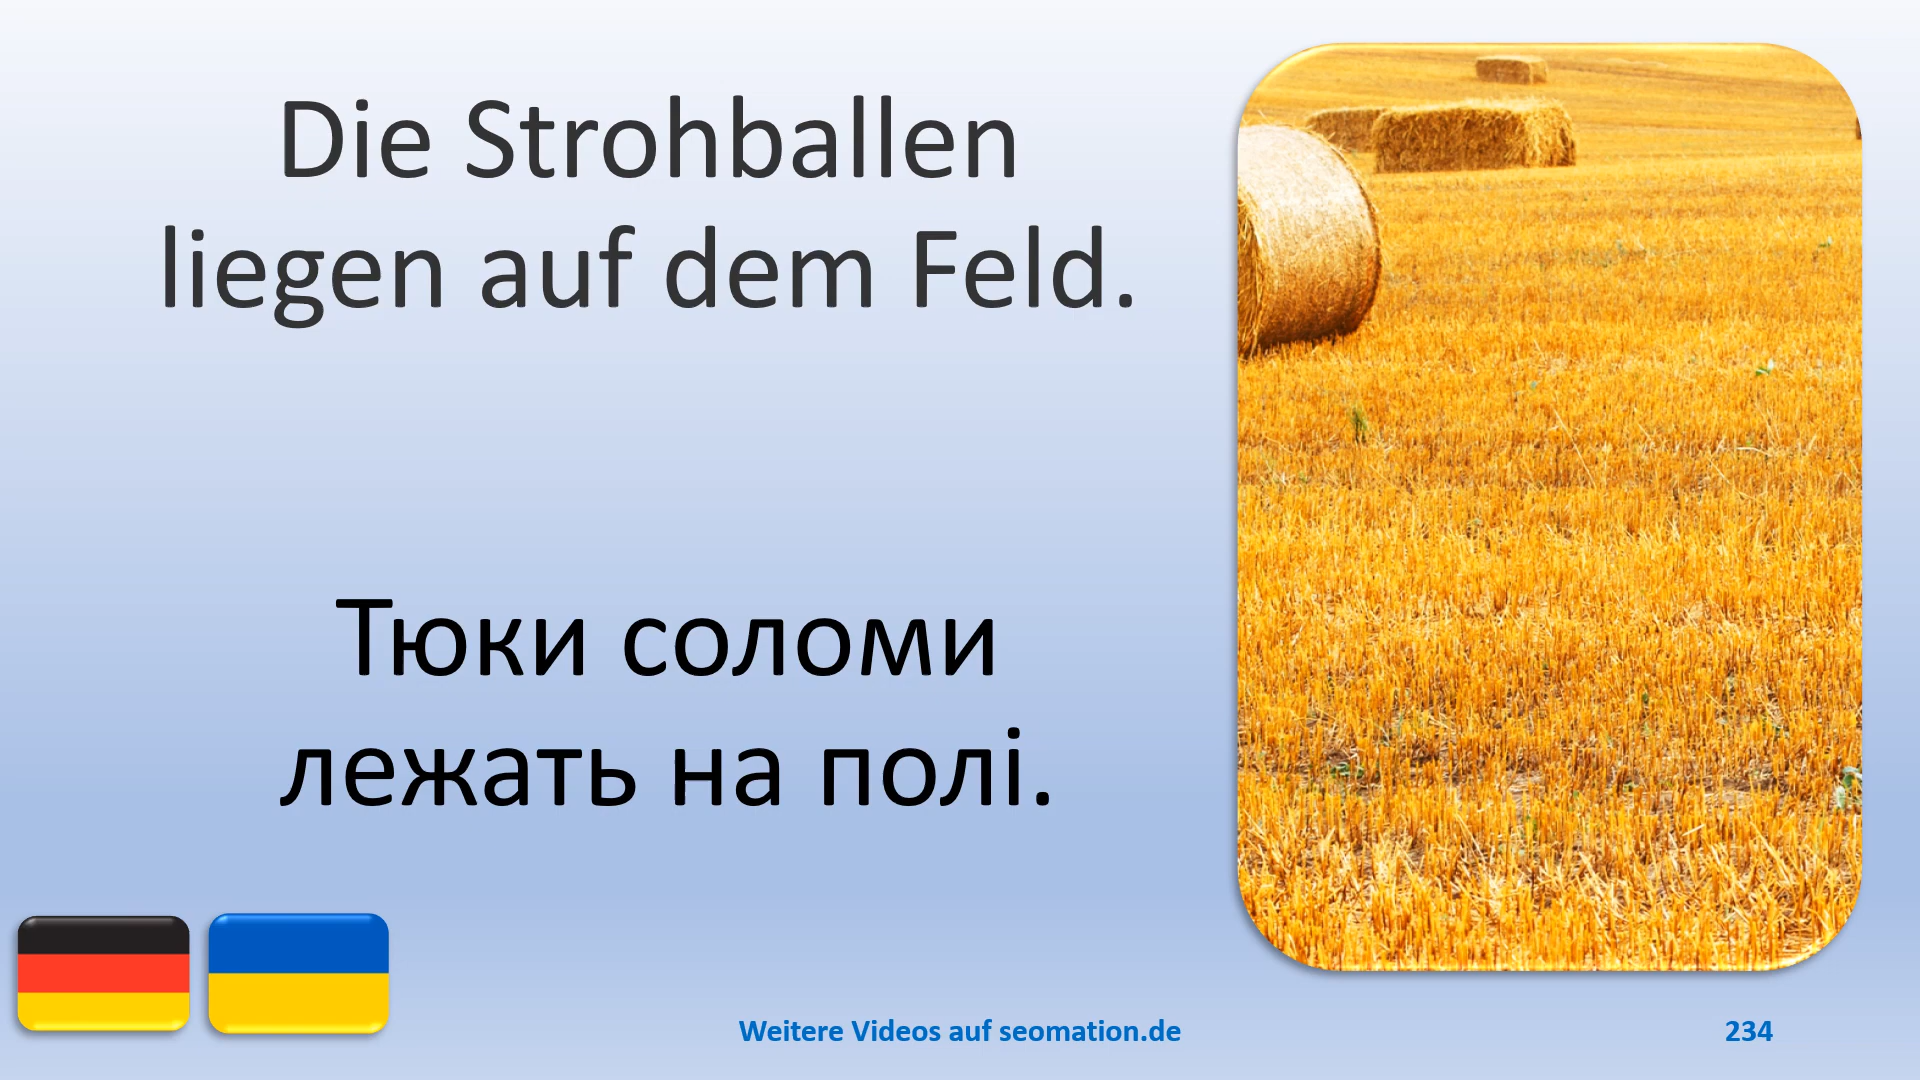 Die Strohballen
liegen auf dem Feld.
Тюки соломи
лежать на полі.
Weitere Videos auf seomation.de
234